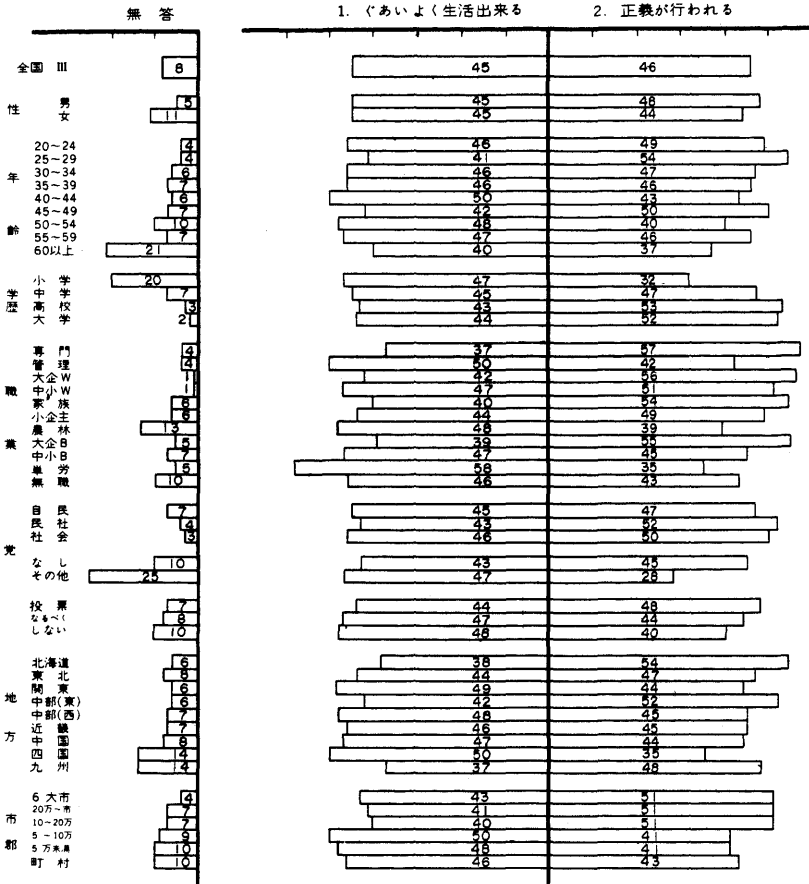 無 答 1. ぐあいよく生活出来る 2. 正義が行われる
全国 III 8 45 46
性
男 5 45 48
女 11 45 44
年齢
20~24 4 46 49
25~29 4 41 54
30~34 6 46 47
35~39 7 46 46
40~44 6 50 43
45~49 7 42 50
50~54 10 48 40
55~59 7 47 46
60以上 21 40 37
学歴
小 学 20 47 32
中 学 7 45 47
高 校 3 43 53
大 学 2 44 52
職業
専 門 4 37 57
管 理 4 50 42
大企W 1 42 56
中小W 1 47 51
家 族 6 40 54
小企主 6 44 49
農 林 13 48 39
大企B 5 39 55
中小B 7 47 45
単 労 5 58 35
無 職 10 46 43
党
自 民 7 45 47
民 社 4 43 52
社 会 3 46 50
な し 10 43 45
その他 25 47 28
投 票 7 44 48
なるべく 8 47 44
しない 10 48 40
地方
北海道 6 38 54
東 北 8 44 47
関 東 6 49 44
中部(東) 6 42 52
中部(西) 7 48 45
近 畿 7 46 45
中 国 8 47 44
四 国 14 50 35
九 州 14 37 48
市郡
6 大市 4 43 51
20万~市 7 41 51
10~20万 7 40 51
5~10万 9 50 41
5万未満 10 48 41
町 村 10 46 43